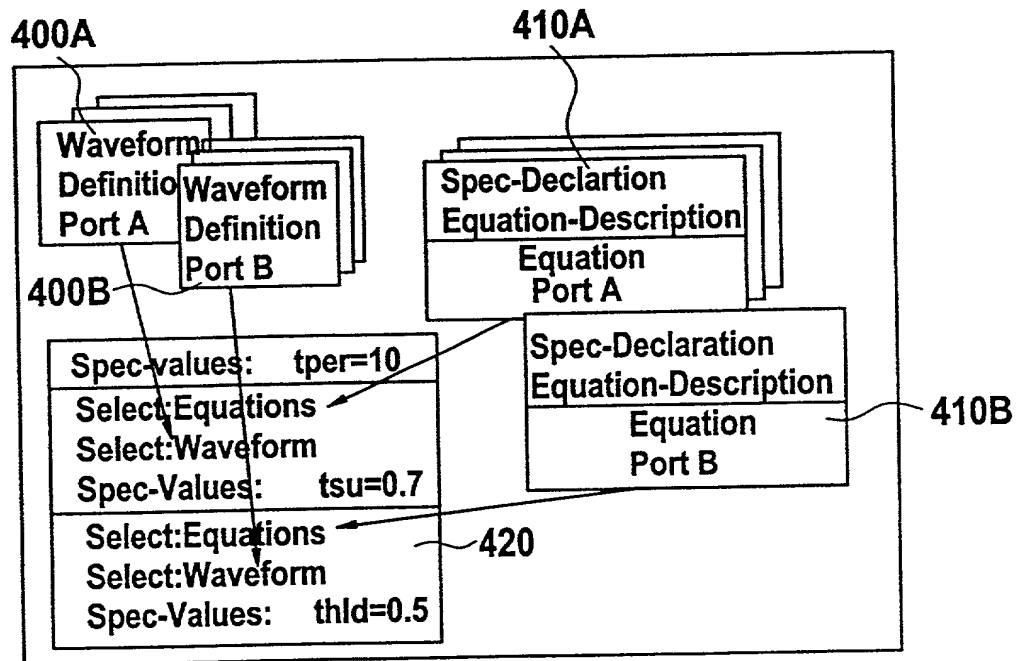 400A
410A
Waveform
Definitio
Port A
Waveform
Definition
Port B
400B
Spec-Declartion
Equation-Description
Equation
Port A
Spec-Declaration
Equation-Description
Equation
Port B
410B
Spec-values: tper=10
Select:Equations
Select:Waveform
Spec-Values: tsu=0.7
Select:Equations
Select:Waveform
Spec-Values: thld=0.5
420